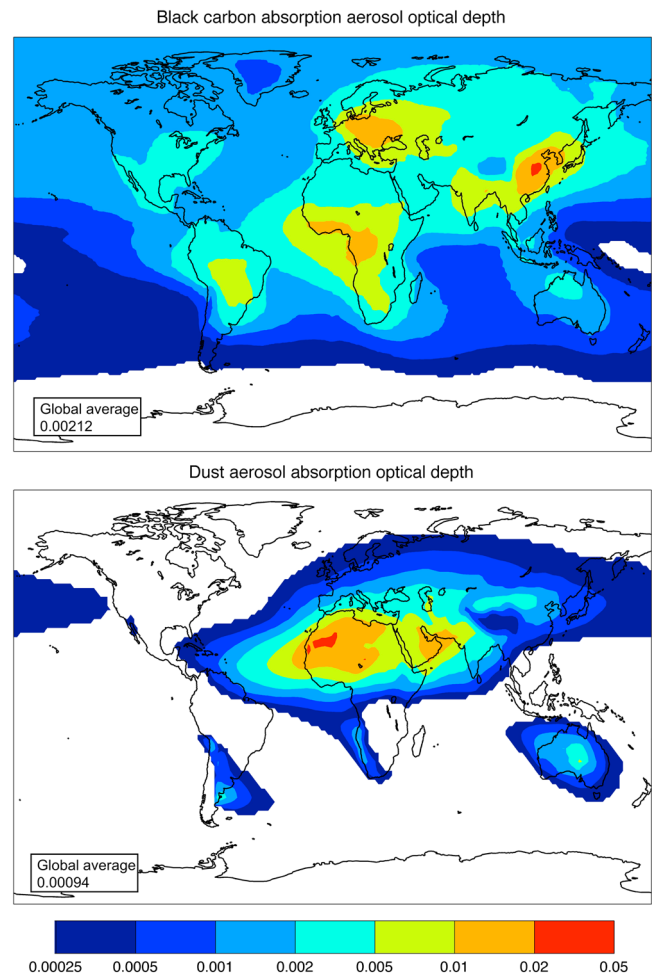 Black carbon absorption aerosol optical depth
Global average
0.00212
Dust aerosol absorption optical depth
Global average
0.00094
0.00025 0.0005 0.001 0.002 0.005 0.01 0.02 0.05